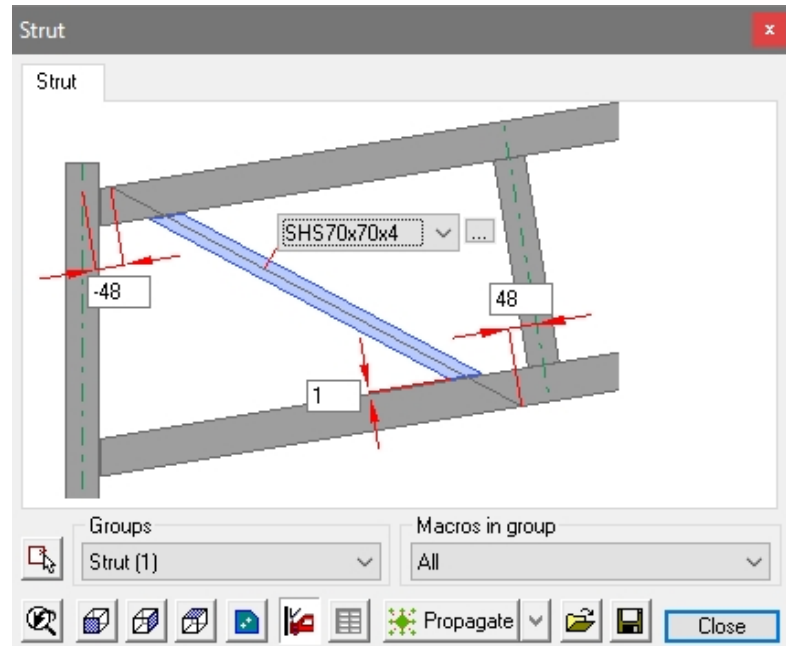 Strut
Strut
SHS70x70x4
...
-48
48
1
Groups
Macros in group
Strut (1)
All
Propagate
Close